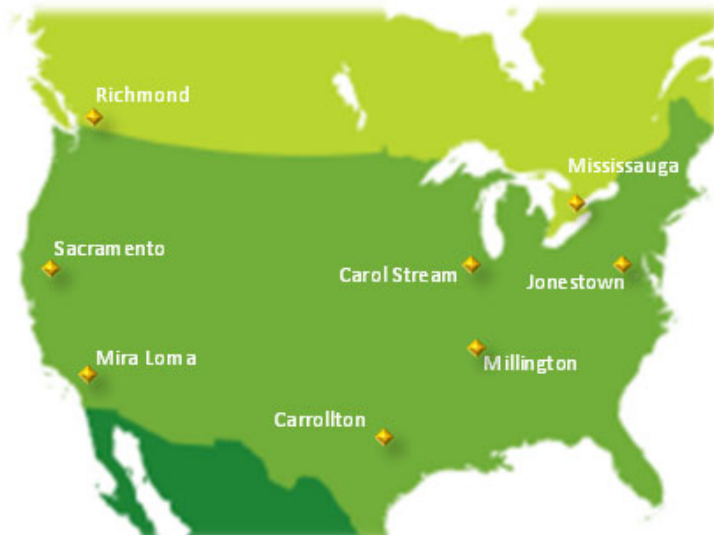 Richmond
Mississauga
Sacramento
Carol Stream
Jonestown
Mira Loma
Millington
Carrollton